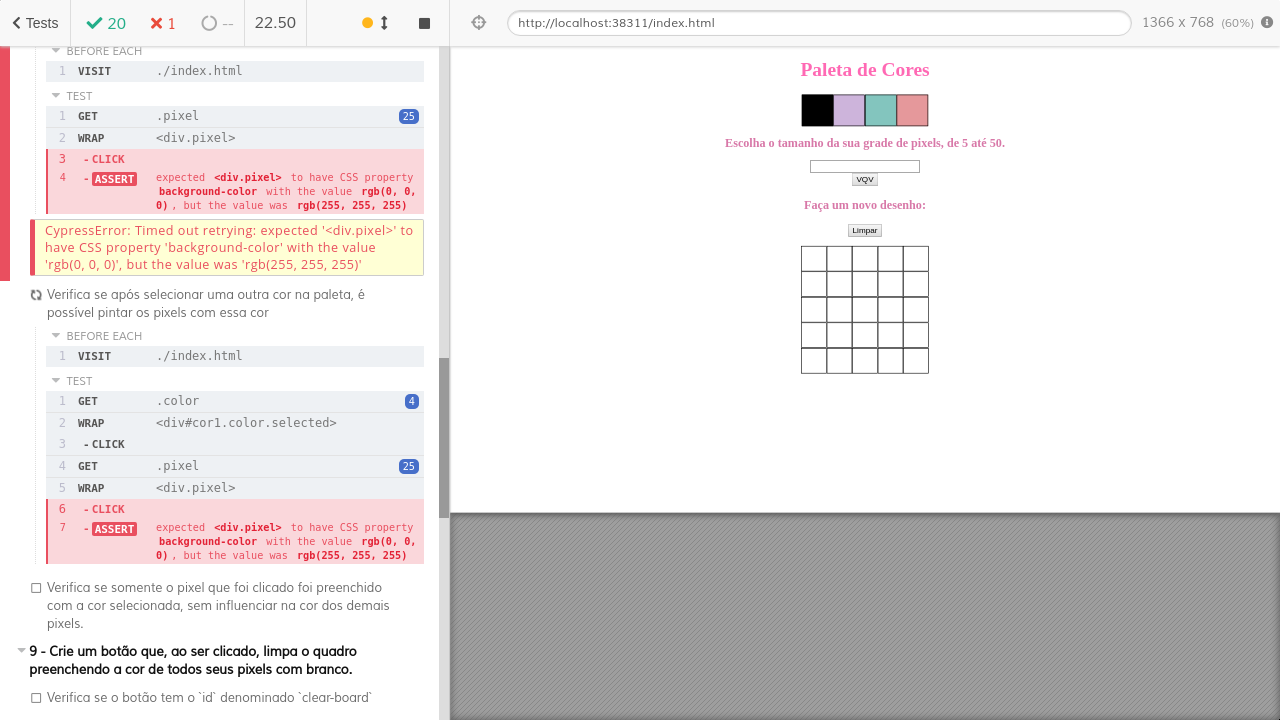 Tests
20
1
--
22.50
http://localhost:38311/index.html
1366 x 768 (60%)
BEFORE EACH
1 VISIT ./index.html
TEST
1 GET .pixel 25
2 WRAP <div.pixel>
3 - CLICK
4 - ASSERT expected <div.pixel> to have CSS property
background-color with the value rgb(0, 0,
0), but the value was rgb(255, 255, 255)
CypressError: Timed out retrying: expected '<div.pixel>' to
have CSS property 'background-color' with the value
'rgb(0, 0, 0)', but the value was 'rgb(255, 255, 255)'
Verifica se após selecionar uma outra cor na paleta, é
possível pintar os pixels com essa cor
BEFORE EACH
1 VISIT ./index.html
TEST
1 GET .color 4
2 WRAP <div#cor1.color.selected>
3 - CLICK
4 GET .pixel 25
5 WRAP <div.pixel>
6 - CLICK
7 - ASSERT expected <div.pixel> to have CSS property
background-color with the value rgb(0, 0,
0), but the value was rgb(255, 255, 255)
Verifica se somente o pixel que foi clicado foi preenchido
com a cor selecionada, sem influenciar na cor dos demais
pixels.
9 - Crie um botão que, ao ser clicado, limpa o quadro
preenchendo a cor de todos seus pixels com branco.
Verifica se o botão tem o `id` denominado `clear-board`
Paleta de Cores
Escolha o tamanho da sua grade de pixels, de 5 até 50.
VQV
Faça um novo desenho:
Limpar